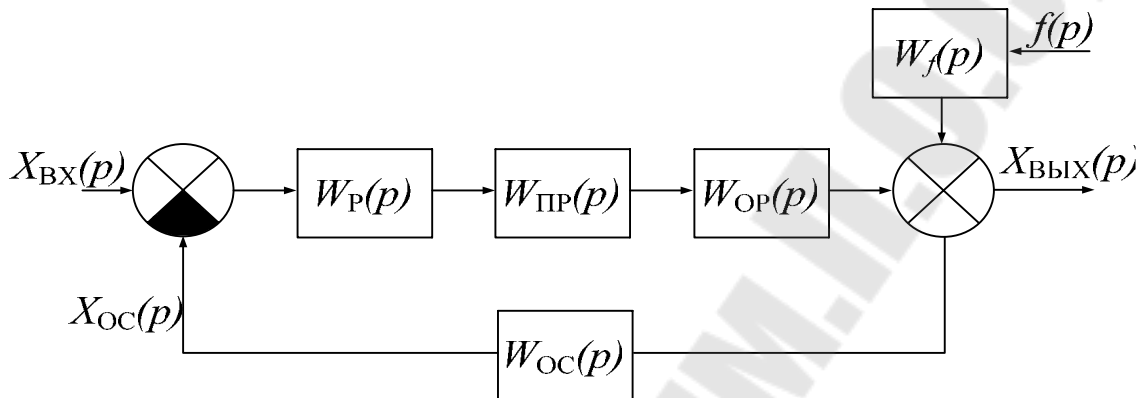 f(p)
W_f(p)
X_ВХ(p)
W_Р(p)
W_ПР(p)
W_ОР(p)
X_ВЫХ(p)
X_ОС(p)
W_ОС(p)